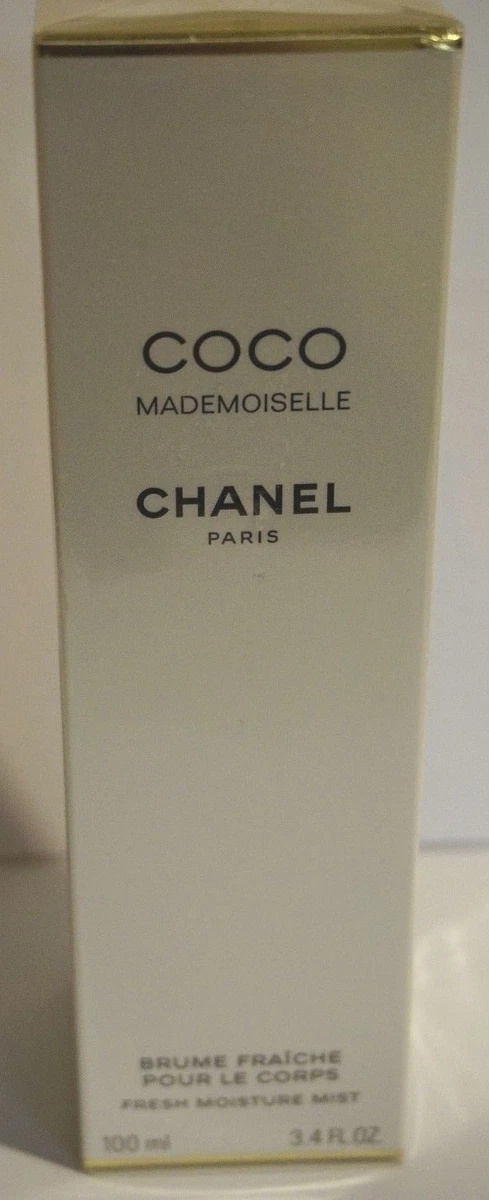 COCO
MADEMOISELLE
CHANEL
PARIS
BRUME FRAÎCHE
POUR LE CORPS
FRESH MOISTURE MIST
100 ml 3.4 FL.OZ